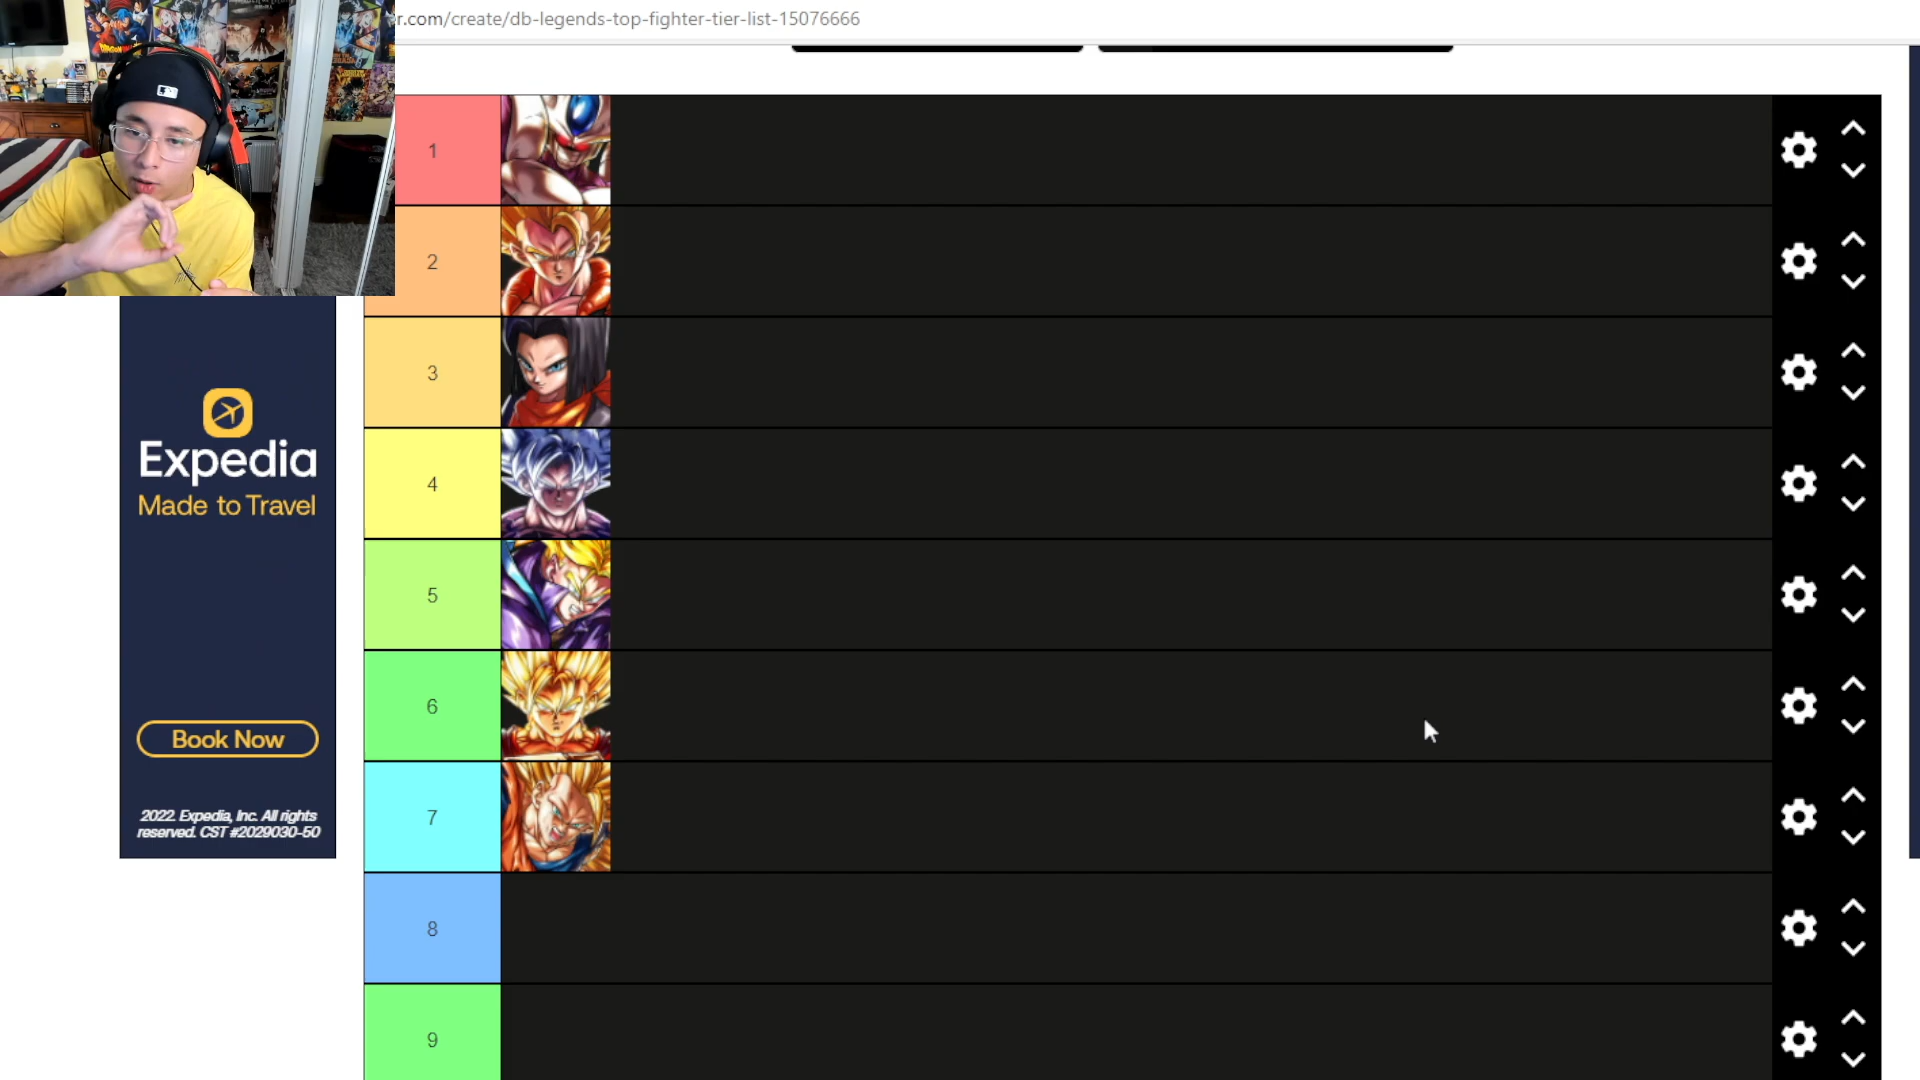 r.com/create/db-legends-top-fighter-tier-list-15076666
1
2
3
4
5
6
7
8
9
Expedia
Made to Travel
Book Now
2022. Expedia, Inc. All rights
reserved. CST #2029030-50